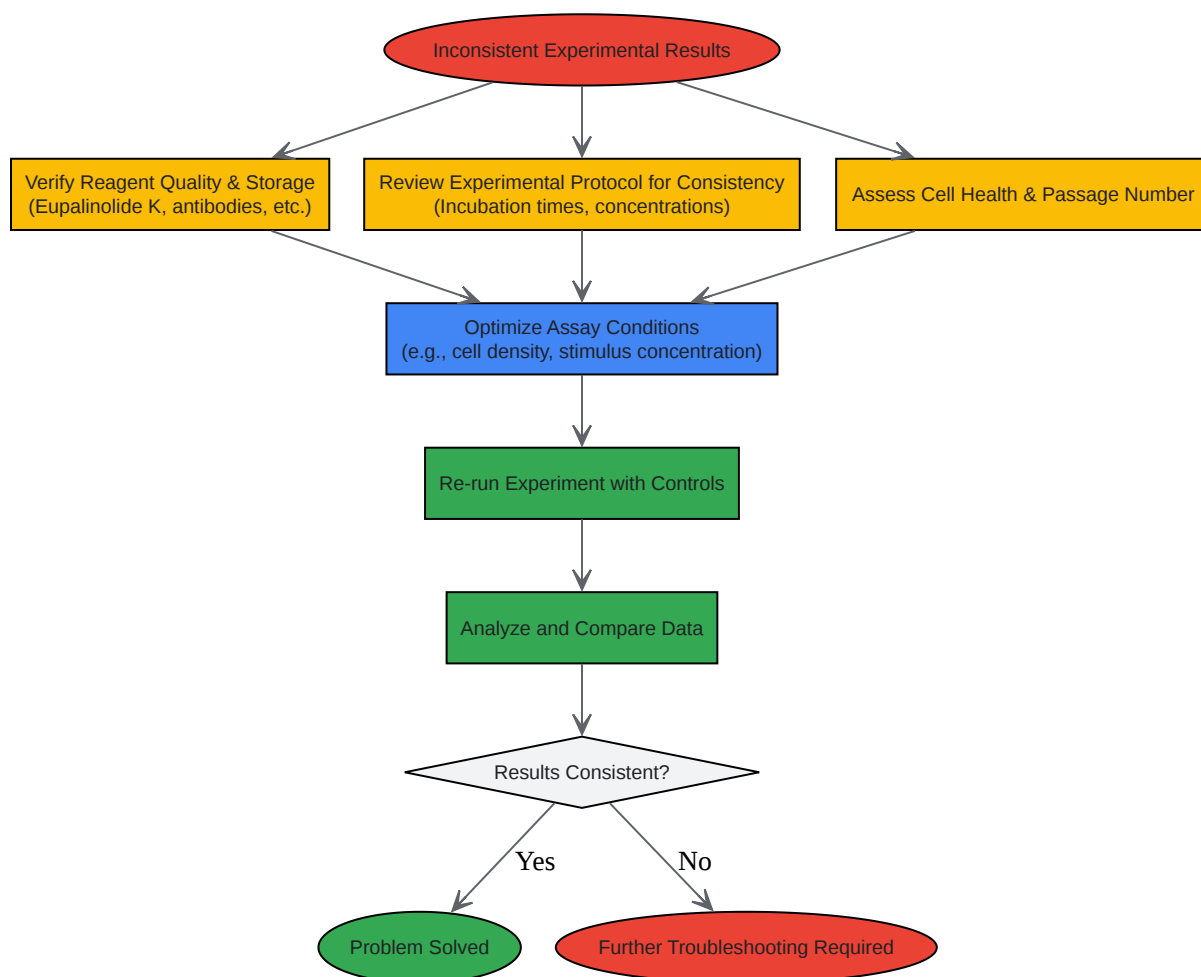 Inconsistent Experimental Results
Verify Reagent Quality & Storage
(Eupalinolide K, antibodies, etc.)
Review Experimental Protocol for Consistency
(Incubation times, concentrations)
Assess Cell Health & Passage Number
Optimize Assay Conditions
(e.g., cell density, stimulus concentration)
Re-run Experiment with Controls
Analyze and Compare Data
Results Consistent?
Yes
No
Problem Solved
Further Troubleshooting Required